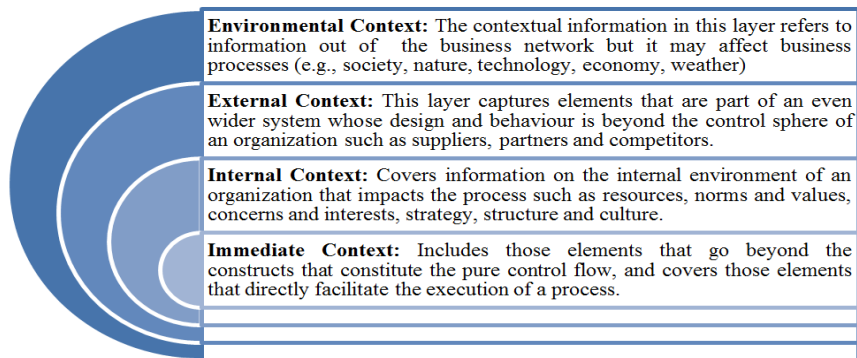 Environmental Context: The contextual information in this layer refers to
information out of the business network but it may affect business
processes (e.g., society, nature, technology, economy, weather)
External Context: This layer captures elements that are part of an even
wider system whose design and behaviour is beyond the control sphere of
an organization such as suppliers, partners and competitors.
Internal Context: Covers information on the internal environment of an
organization that impacts the process such as resources, norms and values,
concerns and interests, strategy, structure and culture.
Immediate Context: Includes those elements that go beyond the
constructs that constitute the pure control flow, and covers those elements
that directly facilitate the execution of a process.